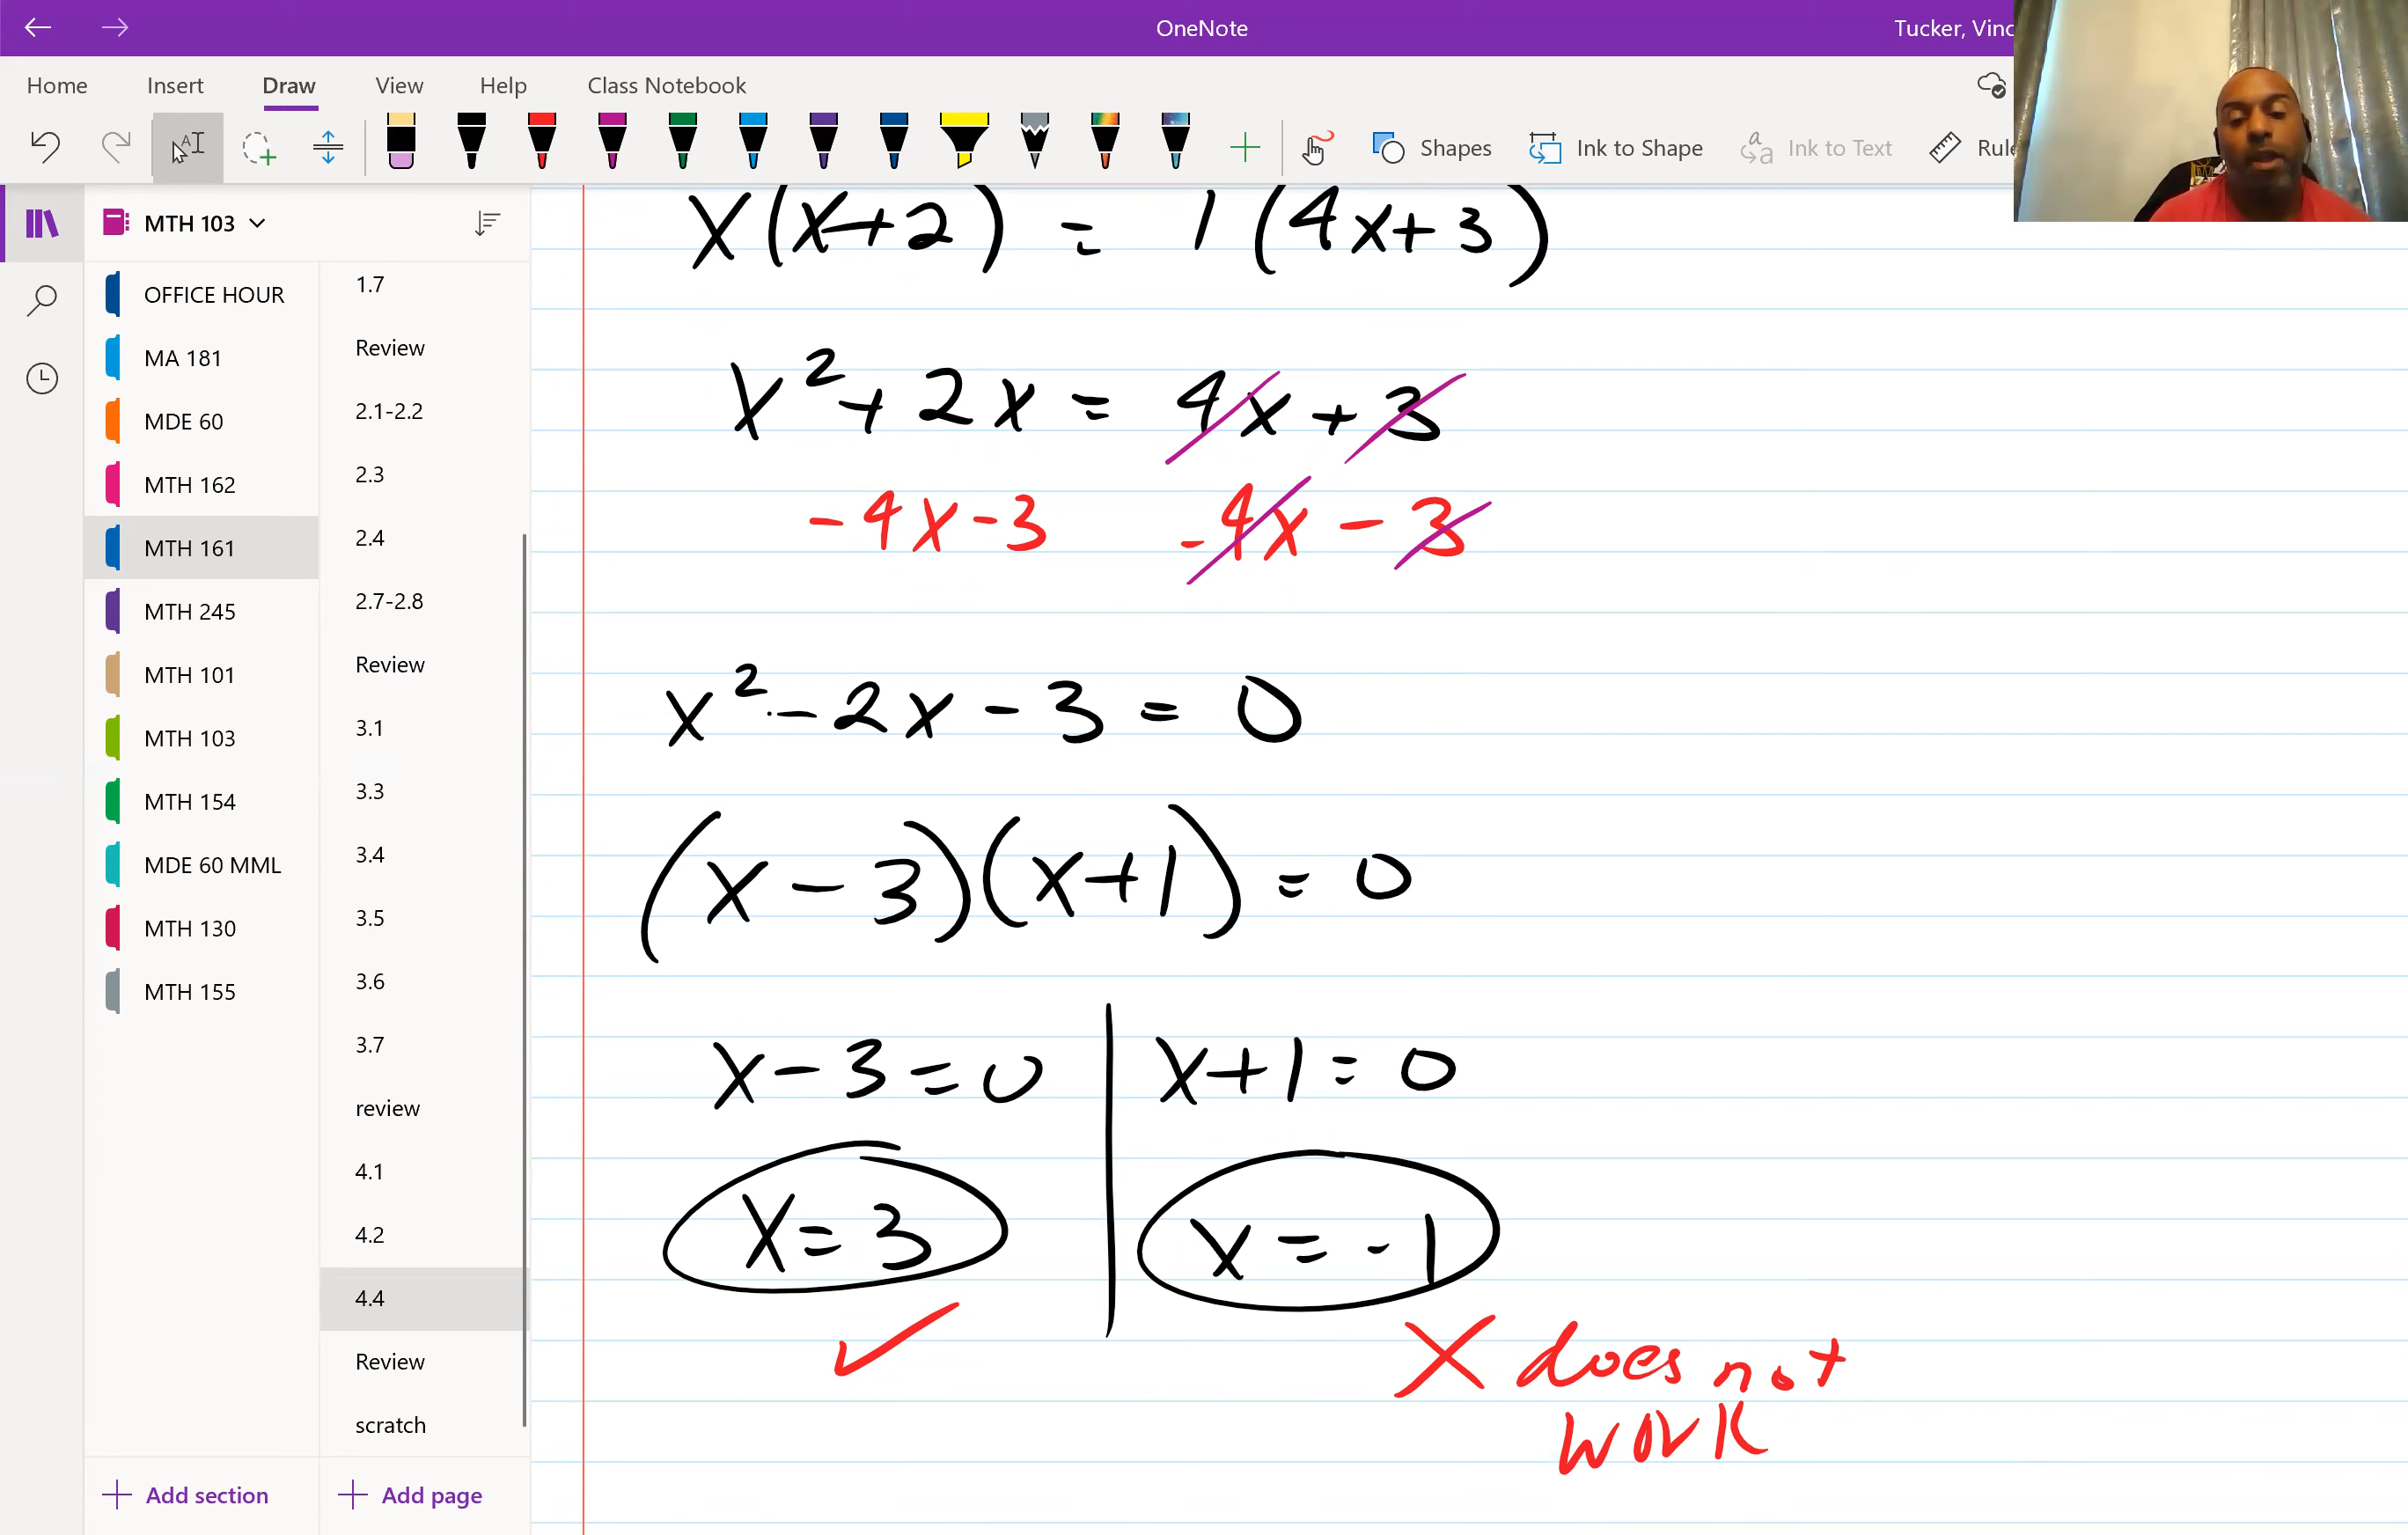 OneNote
Tucker, Vinc
Home Insert Draw View Help Class Notebook
Shapes Ink to Shape Ink to Text Rule
MTH 103
OFFICE HOUR
MA 181
MDE 60
MTH 162
MTH 161
MTH 245
MTH 101
MTH 103
MTH 154
MDE 60 MML
MTH 130
MTH 155
Add section
1.7
Review
2.1-2.2
2.3
2.4
2.7-2.8
Review
3.1
3.3
3.4
3.5
3.6
3.7
review
4.1
4.2
4.4
Review
scratch
Add page
x(x+2) = 1(4x+3)
x²+2x = 4x+3
-4x-3 -4x-3
x²-2x-3 = 0
(x-3)(x+1) = 0
x-3=0 x+1=0
x=3 x=-1
✓ X does not
work